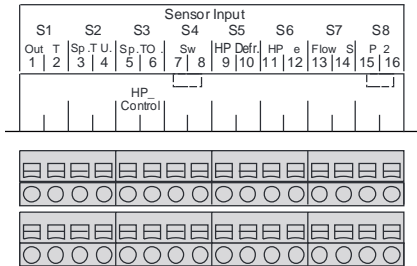 Sensor Input
S1 S2 S3 S4 S5 S6 S7 S8
Out T Sp.T U. Sp.TO . Sw HP Defr. HP e Flow S P 2
1 2 3 4 5 6 7 8 9 10 11 12 13 14 15 16
HP_
Control